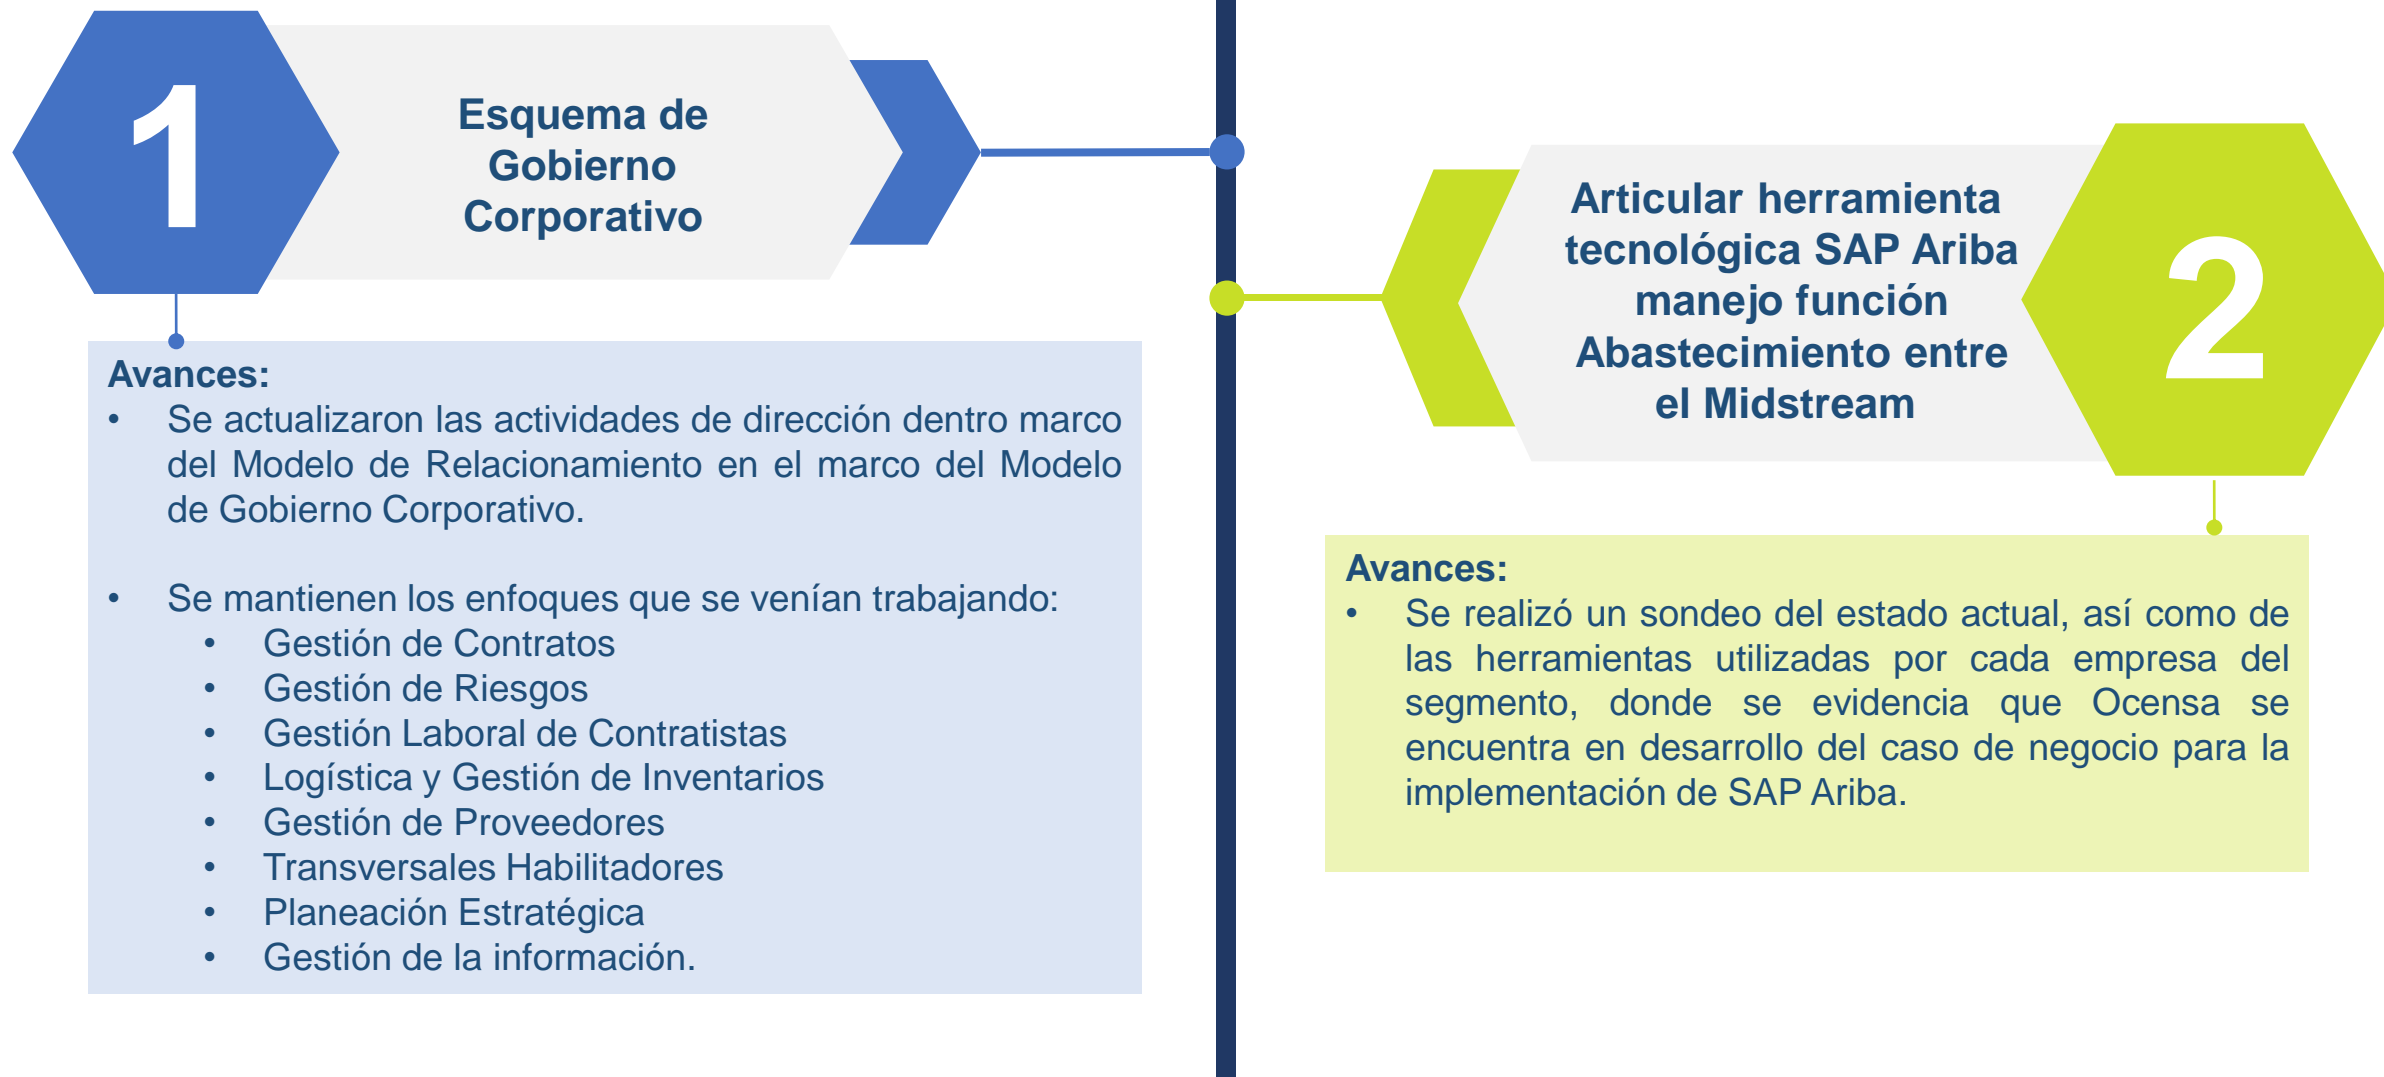 1
Esquema de
Gobierno
Corporativo
Avances:
• Se actualizaron las actividades de dirección dentro marco
del Modelo de Relacionamiento en el marco del Modelo
de Gobierno Corporativo.
• Se mantienen los enfoques que se venían trabajando:
• Gestión de Contratos
• Gestión de Riesgos
• Gestión Laboral de Contratistas
• Logística y Gestión de Inventarios
• Gestión de Proveedores
• Transversales Habilitadores
• Planeación Estratégica
• Gestión de la información.
Articular herramienta
tecnológica SAP Ariba
manejo función
Abastecimiento entre
el Midstream
2
Avances:
• Se realizó un sondeo del estado actual, así como de
las herramientas utilizadas por cada empresa del
segmento, donde se evidencia que Ocensa se
encuentra en desarrollo del caso de negocio para la
implementación de SAP Ariba.